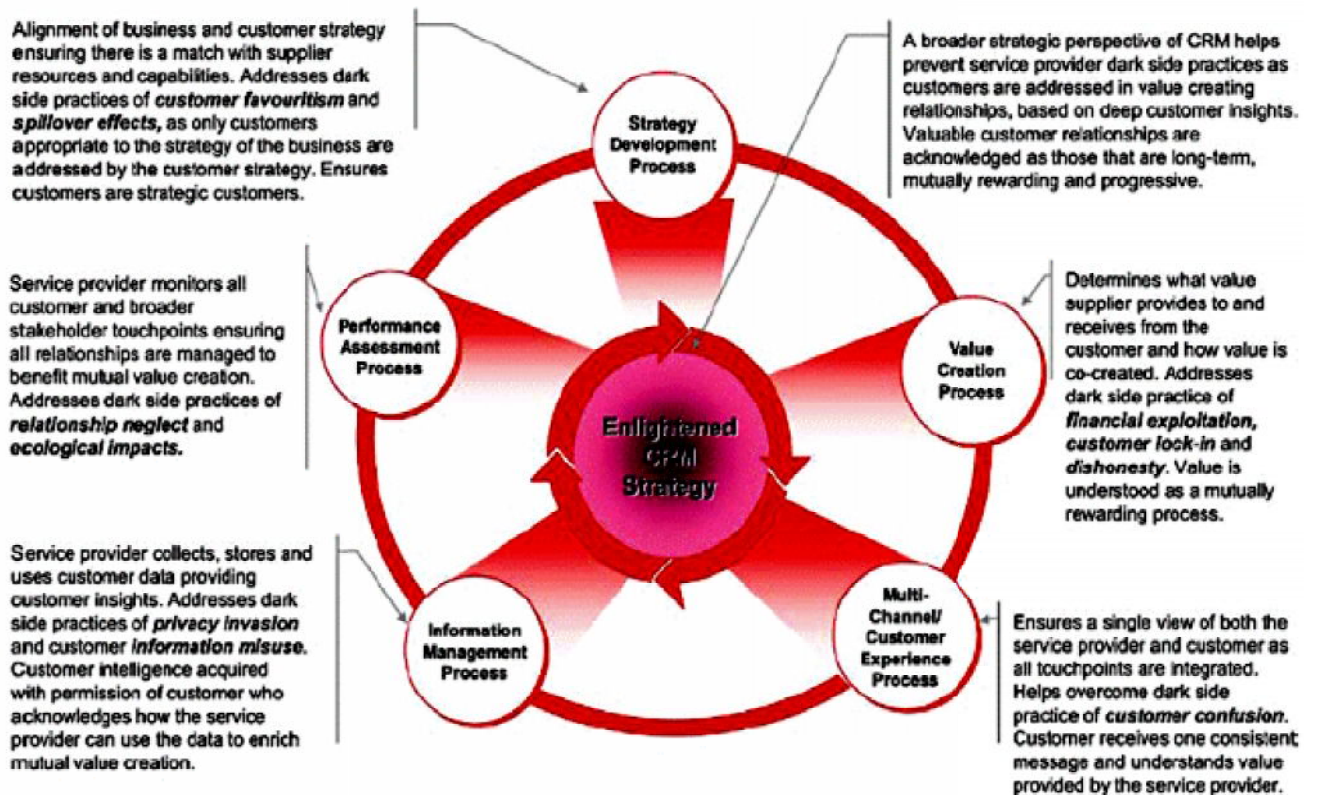 Alignment of business and customer strategy
ensuring there is a match with supplier
resources and capabilities. Addresses dark
side practices of customer favouritism and
spillover effects, as only customers
appropriate to the strategy of the business are
addressed by the customer strategy. Ensures
customers are strategic customers.
A broader strategic perspective of CRM helps
prevent service provider dark side practices as
customers are addressed in value creating
relationships, based on deep customer insights.
Valuable customer relationships are
acknowledged as those that are long-term,
mutually rewarding and progressive.
Strategy
Development
Process
Service provider monitors all
customer and broader
stakeholder touchpoints ensuring
all relationships are managed to
benefit mutual value creation.
Addresses dark side practices of
relationship neglect and
ecological impacts.
Performance
Assessment
Process
Value
Creation
Process
Determines what value
supplier provides to and
receives from the
customer and how value is
co-created. Addresses
dark side practice of
financial exploitation,
customer lock-in and
dishonesty. Value is
understood as a mutually
rewarding process.
Enlightened
CRM
Strategy
Service provider collects, stores and
uses customer data providing
customer insights. Addresses dark
side practices of privacy invasion
and customer information misuse.
Customer intelligence acquired
with permission of customer who
acknowledges how the service
provider can use the data to enrich
mutual value creation.
Information
Management
Process
Multi-
Channel/
Customer
Experience
Process
Ensures a single view of both the
service provider and customer as
all touchpoints are integrated.
Helps overcome dark side
practice of customer confusion.
Customer receives one consistent
message and understands value
provided by the service provider.